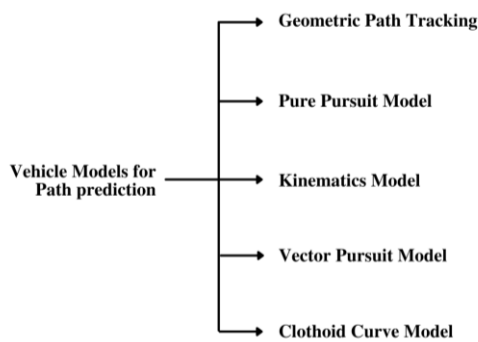 Geometric Path Tracking
Pure Pursuit Model
Vehicle Models for
Path prediction
Kinematics Model
Vector Pursuit Model
Clothoid Curve Model